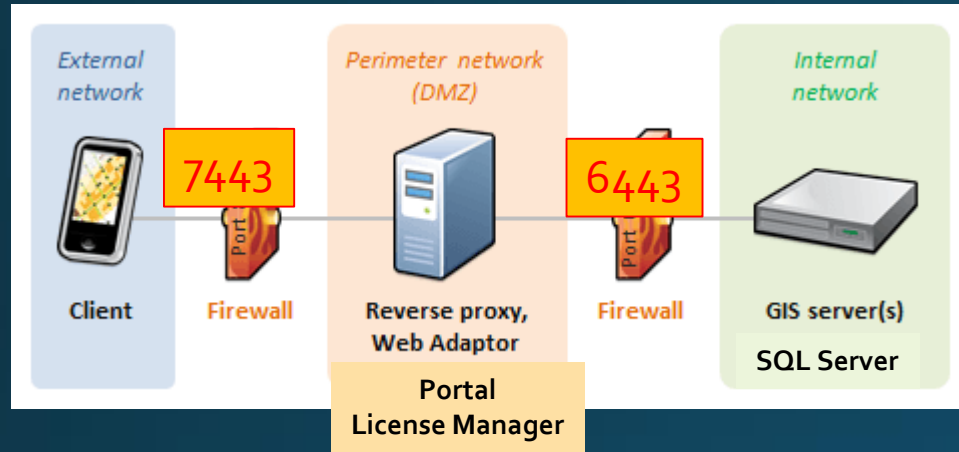 External
network
Perimeter network
(DMZ)
Internal
network
7443
6443
Port
Port
Client
Firewall
Reverse proxy,
Web Adaptor
Firewall
GIS server(s)
SQL Server
Portal
License Manager